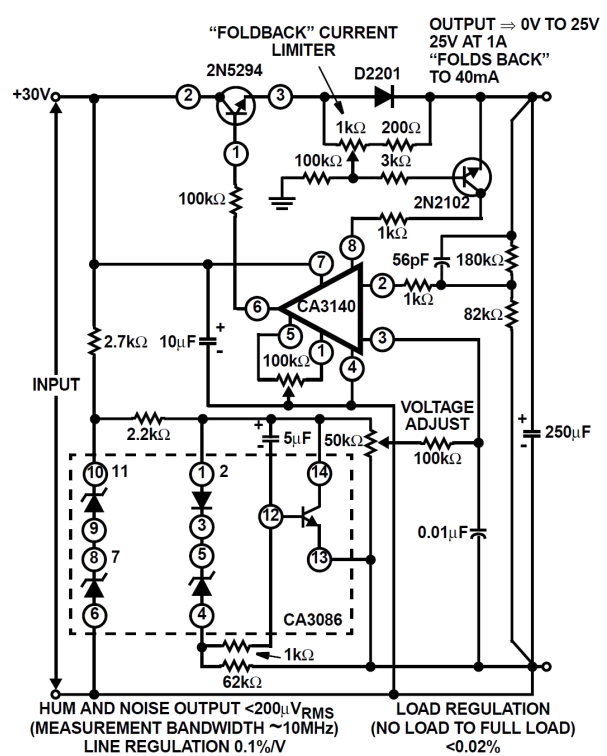 OUTPUT ⇒ 0V TO 25V
25V AT 1A
“FOLDS BACK”
TO 40mA
“FOLDBACK” CURRENT
LIMITER
2N5294
D2201
+30V
2
3
1kΩ
200Ω
1
100kΩ
3kΩ
100kΩ
2N2102
1kΩ
8
7
56pF
180kΩ
6
CA3140
2
1kΩ
82kΩ
2.7kΩ
10μF
+
-
5
1
3
100kΩ
4
INPUT
VOLTAGE
ADJUST
2.2kΩ
+
-
5μF
50kΩ
100kΩ
+
-
250μF
10
11
1
2
14
12
9
3
0.01μF
8
7
5
13
6
4
CA3086
1kΩ
62kΩ
HUM AND NOISE OUTPUT <200μVRMS
(MEASUREMENT BANDWIDTH ~10MHz)
LINE REGULATION 0.1%/V
LOAD REGULATION
(NO LOAD TO FULL LOAD)
<0.02%